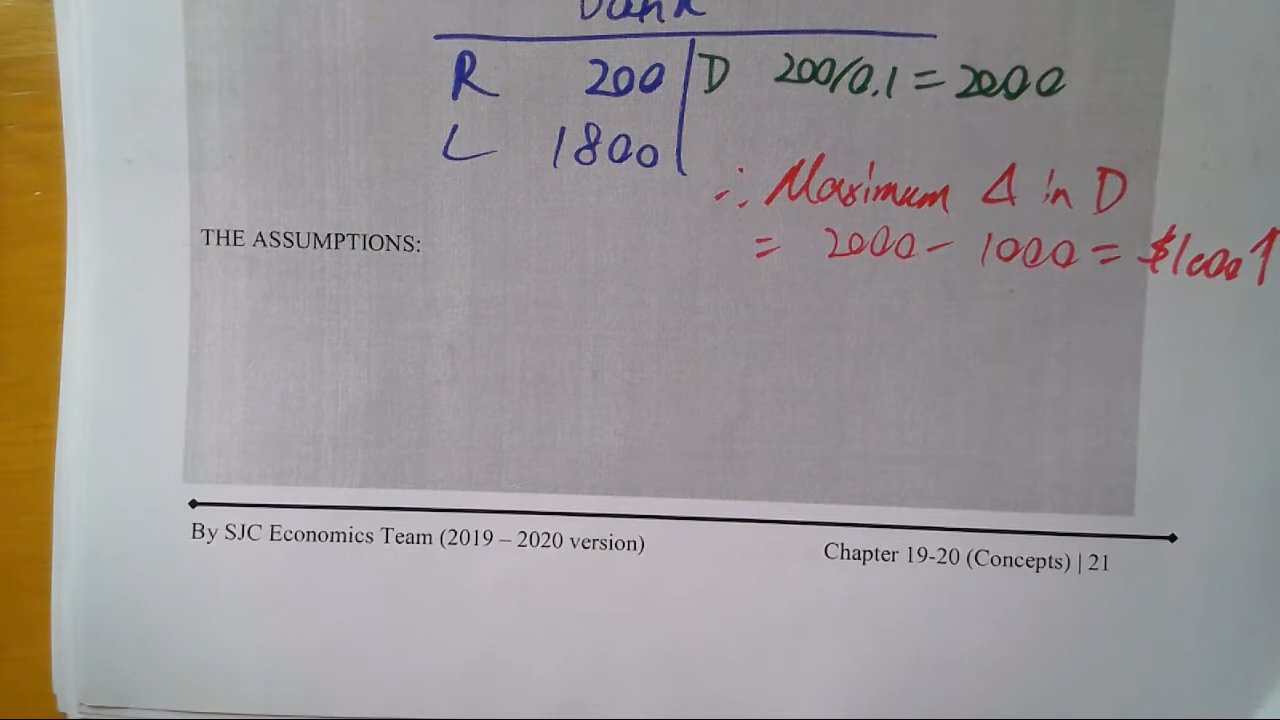 Bank
R 200 D 200/0.1 = 2000
L 1800
∴ Maximum Δ in D
= 2000 - 1000 = $1000↑
THE ASSUMPTIONS:
By SJC Economics Team (2019 – 2020 version)
Chapter 19-20 (Concepts) | 21